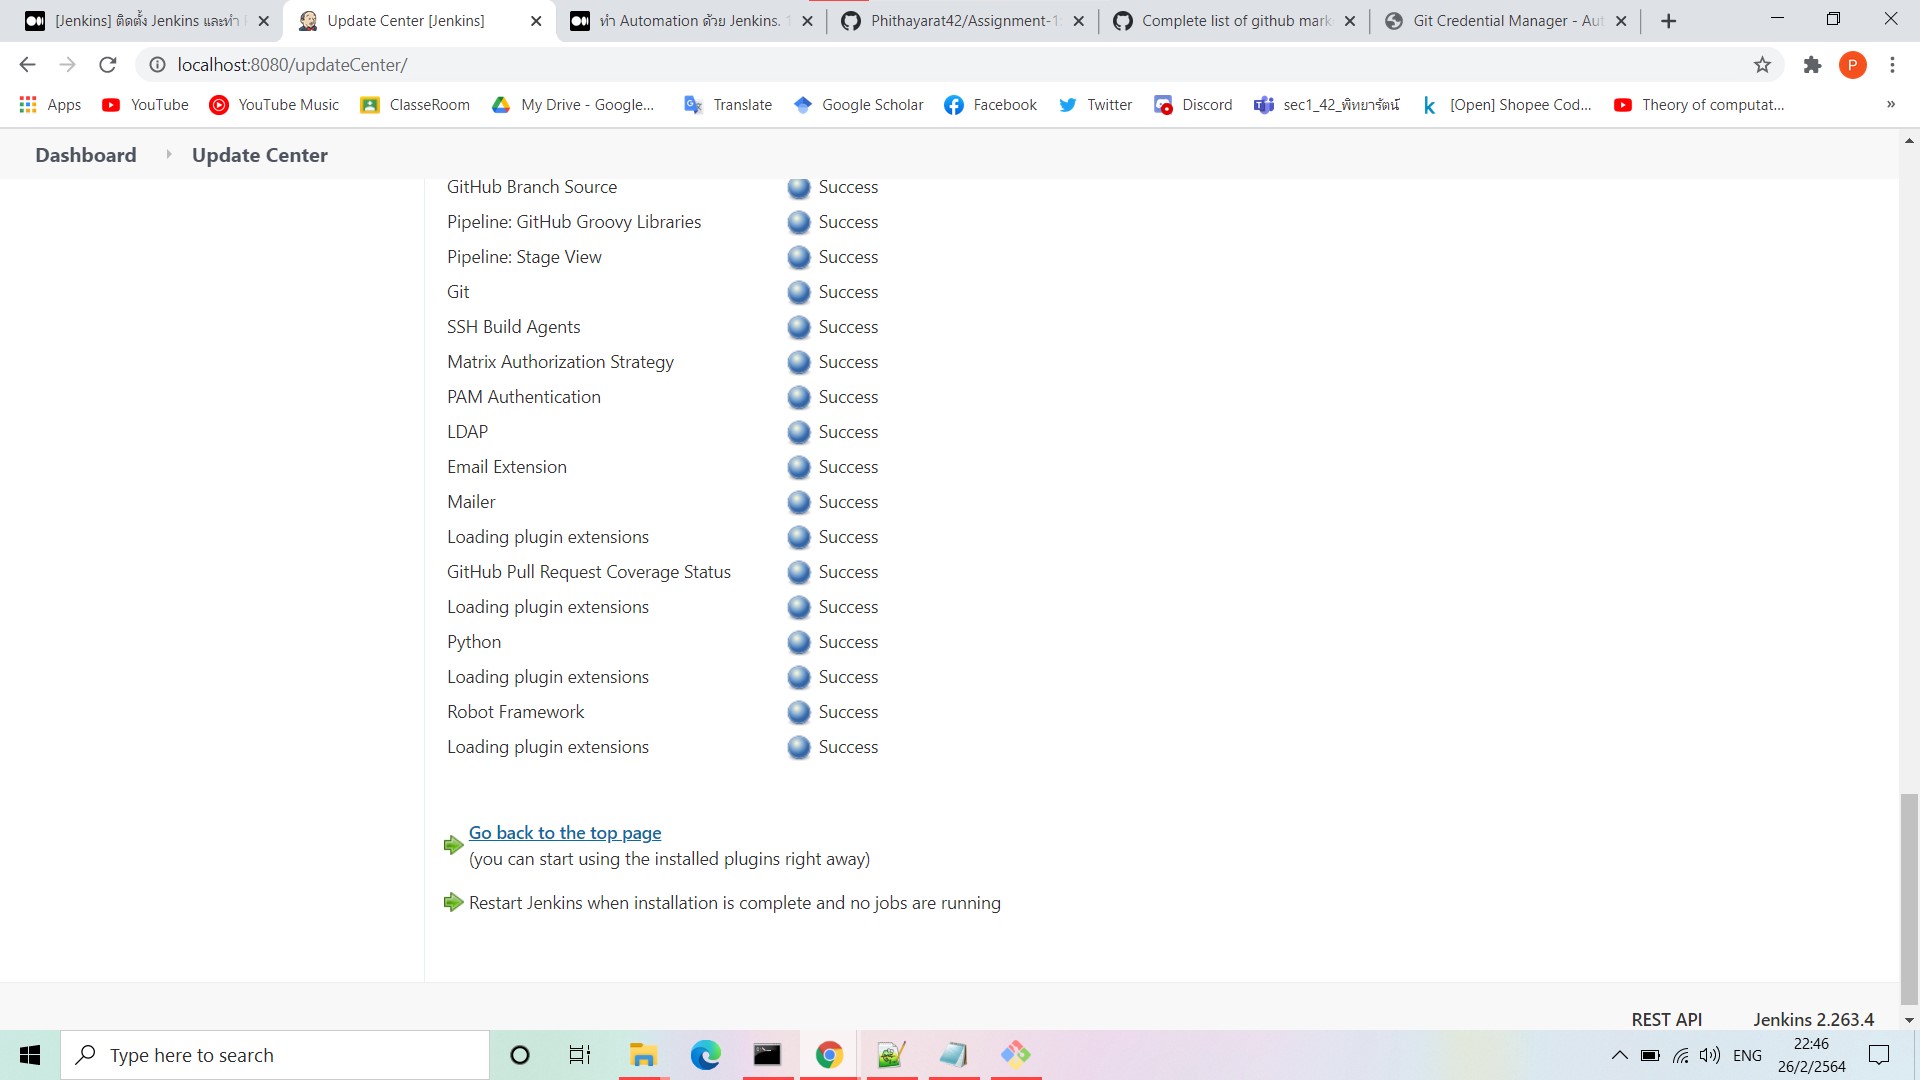 [Jenkins] ติดตั้ง Jenkins และทำ
Update Center [Jenkins]
ทำ Automation ด้วย Jenkins.
Phithayarat42/Assignment-1
Complete list of github mark
Git Credential Manager - Aut
localhost:8080/updateCenter/
P
Apps
YouTube
YouTube Music
ClasseRoom
My Drive - Google...
Translate
Google Scholar
Facebook
Twitter
Discord
sec1_42_พิทยารัตน์
[Open] Shopee Cod...
Theory of computat...
»
Dashboard
Update Center
GitHub Branch Source Success
Pipeline: GitHub Groovy Libraries Success
Pipeline: Stage View Success
Git Success
SSH Build Agents Success
Matrix Authorization Strategy Success
PAM Authentication Success
LDAP Success
Email Extension Success
Mailer Success
Loading plugin extensions Success
GitHub Pull Request Coverage Status Success
Loading plugin extensions Success
Python Success
Loading plugin extensions Success
Robot Framework Success
Loading plugin extensions Success
Go back to the top page
(you can start using the installed plugins right away)
Restart Jenkins when installation is complete and no jobs are running
REST API
Jenkins 2.263.4
Type here to search
ENG
22:46
26/2/2564